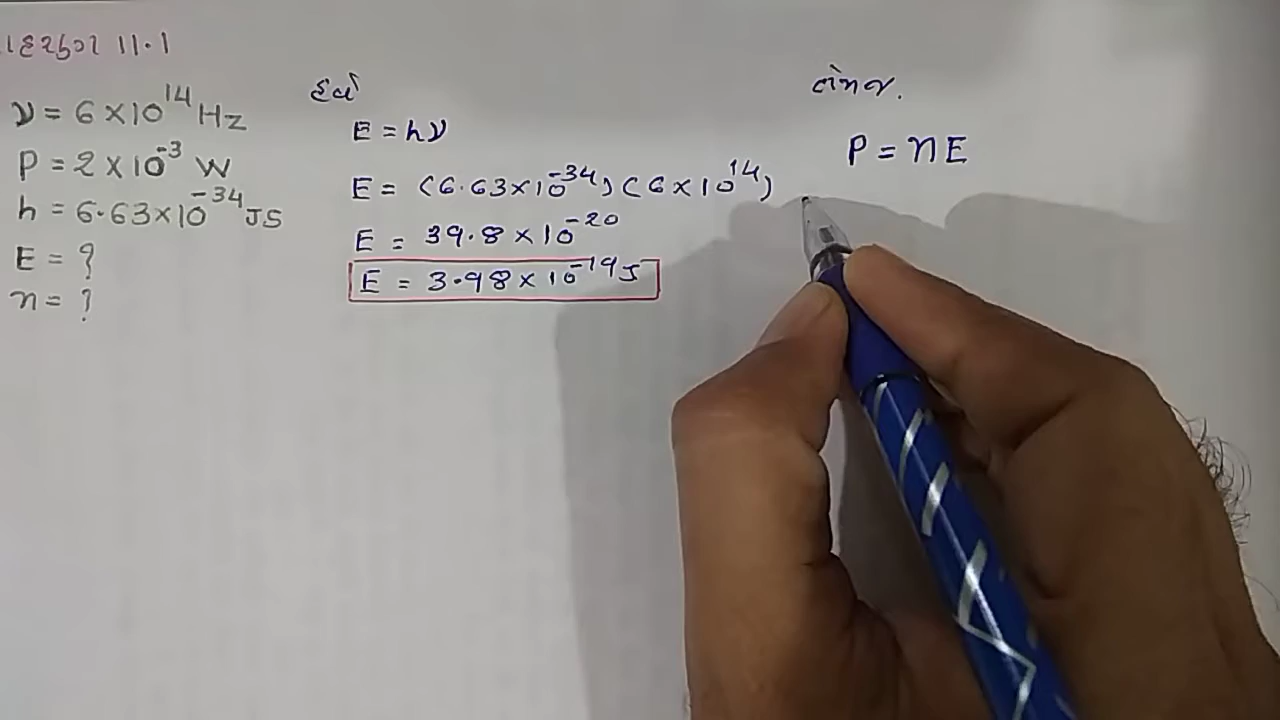 ઉદાહરણ 11.1
ν = 6 × 10¹⁴ Hz
P = 2 × 10⁻³ W
h = 6.63 × 10⁻³⁴ JS
E = ?
n = ?
હવે
E = hν
E = (6.63 × 10⁻³⁴) (6 × 10¹⁴)
E = 39.8 × 10⁻²⁰
E = 3.98 × 10⁻¹⁹ J
તેમજ.
P = nE